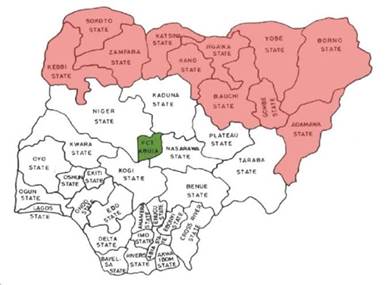 SOKOTO
STATE
ZAMFARA
STATE
KATSINA
STATE
JIGAWA
STATE
YOBE
STATE
BORNO
STATE
KEBBI
STATE
KANO
STATE
BAUCHI
STATE
GOMBE
STATE
ADAMAWA
STATE
KADUNA
STATE
NIGER
STATE
FCT
ABUJA
PLATEAU
STATE
NASARAWA
STATE
KWARA
STATE
TARABA
STATE
OYO
STATE
KOGI
STATE
BENUE
STATE
OSHUN
STATE
EKITI
STATE
OGUN
STATE
LAGOS
STATE
ONDO
STATE
EDO
STATE
ANAMBRA
STATE
ENUGU
STATE
EBONYI
STATE
CROSS RIVER
STATE
DELTA
STATE
IMO
STATE
ABIA
STATE
BAYEL-
SA
STATE
RIVERS
STATE
AKWA
IBOM
STATE